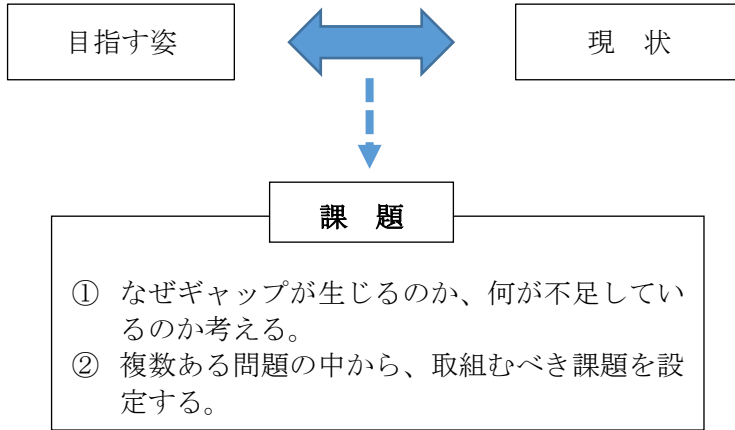 目指す姿
現　状
課　題
① なぜギャップが生じるのか、何が不足してい
るのか考える。
② 複数ある問題の中から、取組むべき課題を設
定する。